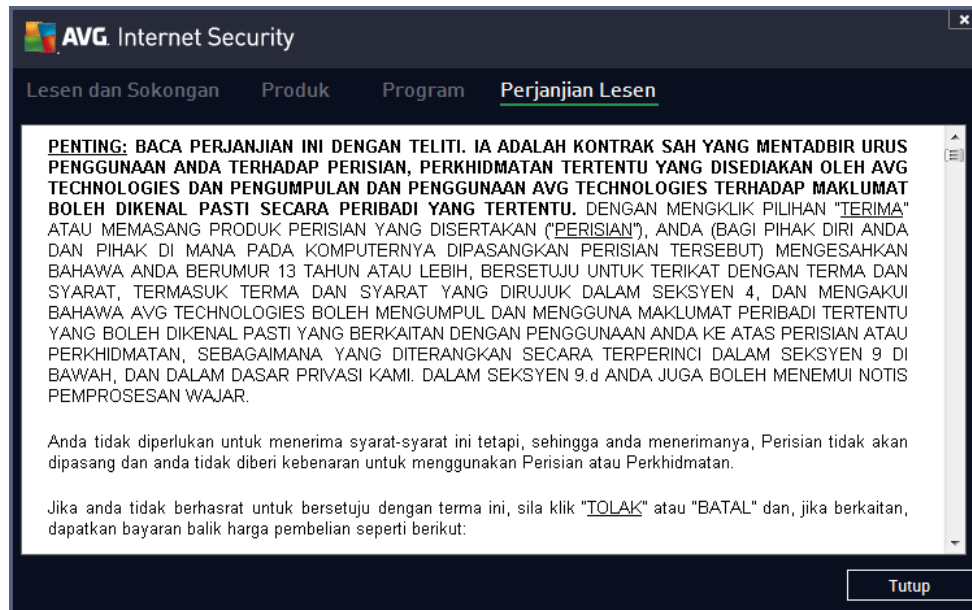 AVG. Internet Security
Lesen dan Sokongan Produk Program Perjanjian Lesen
PENTING: BACA PERJANJIAN INI DENGAN TELITI. IA ADALAH KONTRAK SAH YANG MENTADBIR URUS
PENGGUNAAN ANDA TERHADAP PERISIAN, PERKHIDMATAN TERTENTU YANG DISEDIAKAN OLEH AVG
TECHNOLOGIES DAN PENGUMPULAN DAN PENGGUNAAN AVG TECHNOLOGIES TERHADAP MAKLUMAT
BOLEH DIKENAL PASTI SECARA PERIBADI YANG TERTENTU. DENGAN MENGKLIK PILIHAN "TERIMA"
ATAU MEMASANG PRODUK PERISIAN YANG DISERTAKAN ("PERISIAN"), ANDA (BAGI PIHAK DIRI ANDA
DAN PIHAK DI MANA PADA KOMPUTERNYA DIPASANGKAN PERISIAN TERSEBUT) MENGESAHKAN
BAHAWA ANDA BERUMUR 13 TAHUN ATAU LEBIH, BERSETUJU UNTUK TERIKAT DENGAN TERMA DAN
SYARAT, TERMASUK TERMA DAN SYARAT YANG DIRUJUK DALAM SEKSYEN 4, DAN MENGAKUI
BAHAWA AVG TECHNOLOGIES BOLEH MENGUMPUL DAN MENGGUNA MAKLUMAT PERIBADI TERTENTU
YANG BOLEH DIKENAL PASTI YANG BERKAITAN DENGAN PENGGUNAAN ANDA KE ATAS PERISIAN ATAU
PERKHIDMATAN, SEBAGAIMANA YANG DITERANGKAN SECARA TERPERINCI DALAM SEKSYEN 9 DI
BAWAH, DAN DALAM DASAR PRIVASI KAMI. DALAM SEKSYEN 9.d ANDA JUGA BOLEH MENEMUI NOTIS
PEMPROSESAN WAJAR.
Anda tidak diperlukan untuk menerima syarat-syarat ini tetapi, sehingga anda menerimanya, Perisian tidak akan
dipasang dan anda tidak diberi kebenaran untuk menggunakan Perisian atau Perkhidmatan.
Jika anda tidak berhasrat untuk bersetuju dengan terma ini, sila klik "TOLAK" atau "BATAL" dan, jika berkaitan,
dapatkan bayaran balik harga pembelian seperti berikut:
Tutup